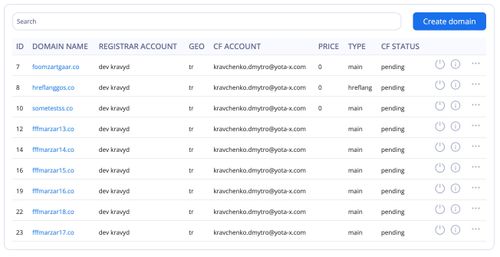 Search
Create domain
ID DOMAIN NAME REGISTRAR ACCOUNT GEO CF ACCOUNT PRICE TYPE CF STATUS
7 foomzartgaar.co dev kravyd tr kravchenko.dmytro@yota-x.com 0 main pending
8 hreflanggos.co dev kravyd tr kravchenko.dmytro@yota-x.com 0 hreflang pending
10 sometestss.co dev kravyd tr kravchenko.dmytro@yota-x.com 0 main pending
12 fffmarzar13.co dev kravyd tr kravchenko.dmytro@yota-x.com main pending
14 fffmarzar14.co dev kravyd tr kravchenko.dmytro@yota-x.com main pending
16 fffmarzar15.co dev kravyd tr kravchenko.dmytro@yota-x.com main pending
19 fffmarzar16.co dev kravyd tr kravchenko.dmytro@yota-x.com main pending
22 fffmarzar18.co dev kravyd tr kravchenko.dmytro@yota-x.com main pending
23 fffmarzar17.co dev kravyd tr kravchenko.dmytro@yota-x.com main pending